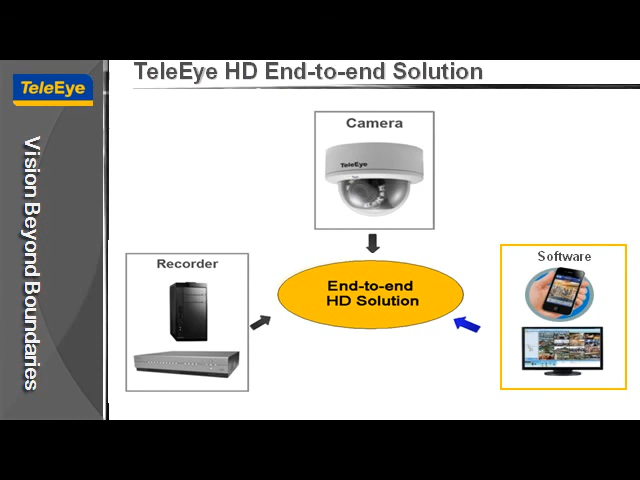 TeleEye HD End-to-end Solution
TeleEye
Vision Beyond Boundaries
Camera
TeleEye
Recorder
End-to-end
HD Solution
Software